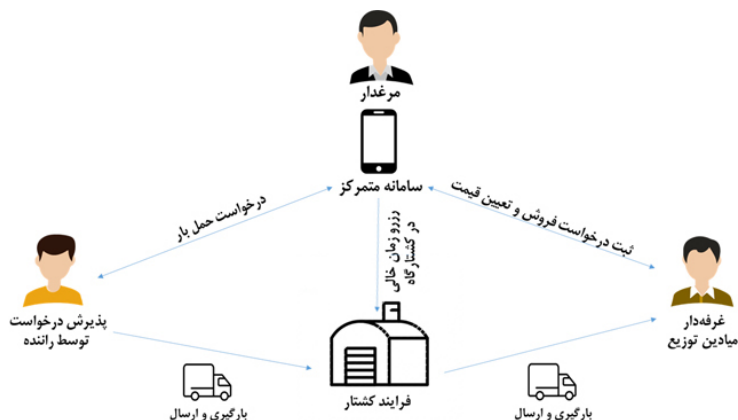 مرغدار
سامانه متمرکز
درخواست حمل بار
ثبت درخواست فروش و تعیین قیمت
رزرو زمان خالی
در کشتارگاه
پذیرش درخواست
توسط راننده
غرفه‌دار
میادین توزیع
فرایند کشتار
بارگیری و ارسال
بارگیری و ارسال